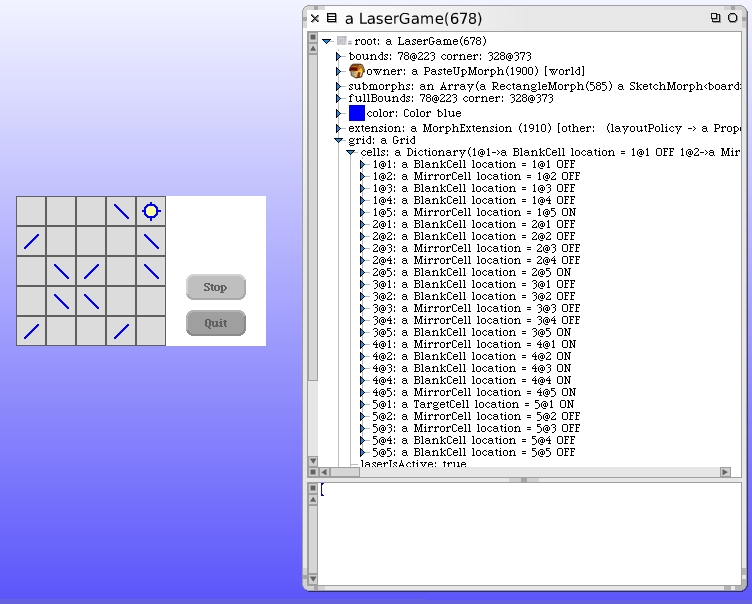 a LaserGame(678)
root: a LaserGame(678)
bounds: 78@223 corner: 328@373
owner: a PasteUpMorph(1900) [world]
submorphs: an Array(a RectangleMorph(585) a SketchMorph<board
fullBounds: 78@223 corner: 328@373
color: Color blue
extension: a MorphExtension (1910) [other:  (layoutPolicy -> a Prop
grid: a Grid
cells: a Dictionary(1@1->a BlankCell location = 1@1 OFF 1@2->a Mir
1@1: a BlankCell location = 1@1 OFF
1@2: a MirrorCell location = 1@2 OFF
1@3: a BlankCell location = 1@3 OFF
1@4: a BlankCell location = 1@4 OFF
1@5: a MirrorCell location = 1@5 ON
2@1: a BlankCell location = 2@1 OFF
2@2: a BlankCell location = 2@2 OFF
2@3: a MirrorCell location = 2@3 OFF
2@4: a MirrorCell location = 2@4 OFF
2@5: a BlankCell location = 2@5 ON
3@1: a BlankCell location = 3@1 OFF
3@2: a BlankCell location = 3@2 OFF
3@3: a MirrorCell location = 3@3 OFF
3@4: a MirrorCell location = 3@4 OFF
3@5: a BlankCell location = 3@5 ON
4@1: a MirrorCell location = 4@1 ON
4@2: a BlankCell location = 4@2 ON
4@3: a BlankCell location = 4@3 ON
4@4: a BlankCell location = 4@4 ON
4@5: a MirrorCell location = 4@5 ON
5@1: a TargetCell location = 5@1 ON
5@2: a MirrorCell location = 5@2 OFF
5@3: a MirrorCell location = 5@3 OFF
5@4: a BlankCell location = 5@4 OFF
5@5: a BlankCell location = 5@5 OFF
laserIsActive: true
Stop
Quit